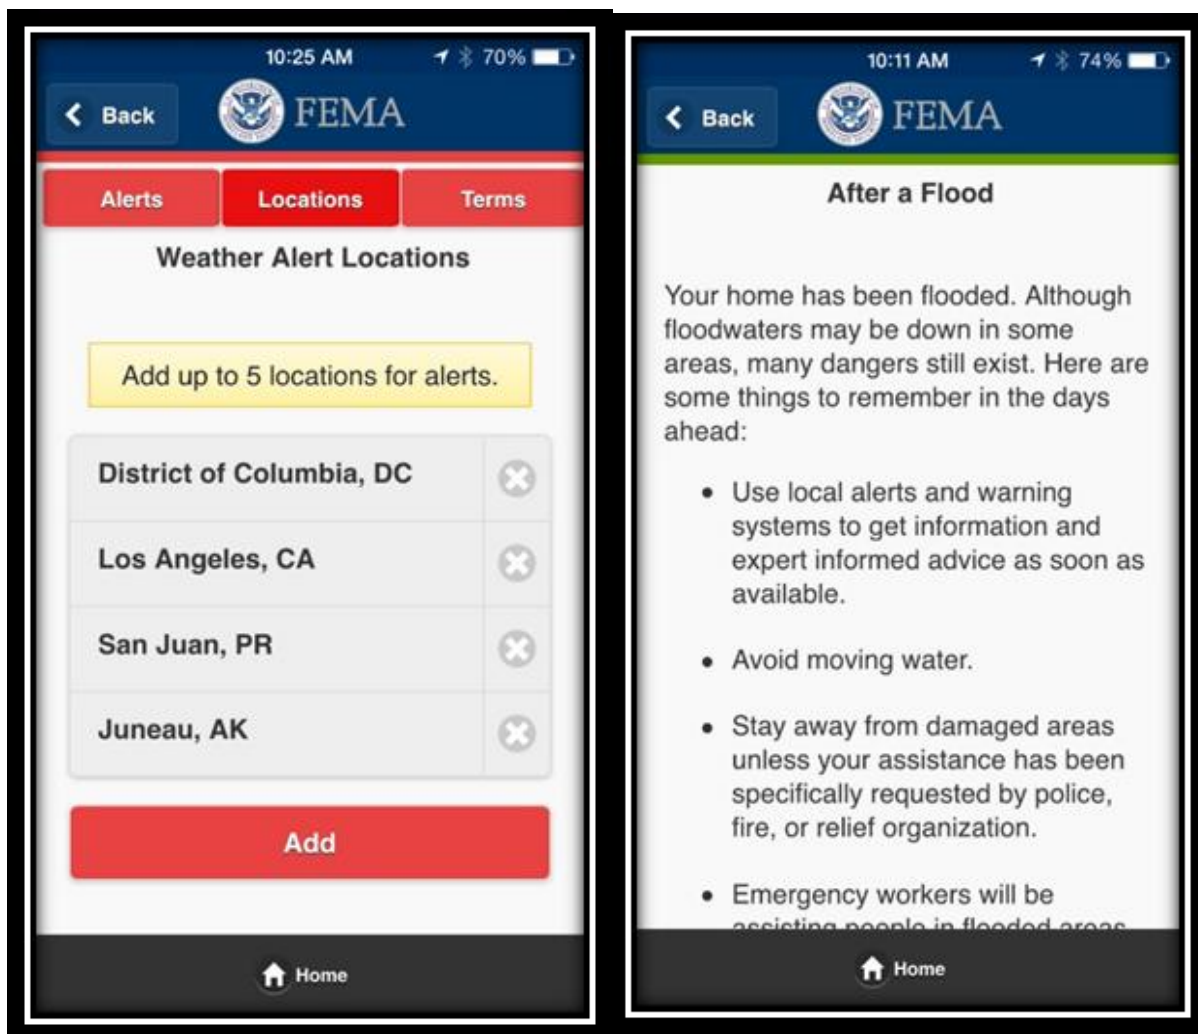 10:25 AM 70%
Back FEMA
Alerts Locations Terms
Weather Alert Locations
Add up to 5 locations for alerts.
District of Columbia, DC
Los Angeles, CA
San Juan, PR
Juneau, AK
Add
Home
10:11 AM 74%
Back FEMA
After a Flood
Your home has been flooded. Although
floodwaters may be down in some
areas, many dangers still exist. Here are
some things to remember in the days
ahead:
• Use local alerts and warning
systems to get information and
expert informed advice as soon as
available.
• Avoid moving water.
• Stay away from damaged areas
unless your assistance has been
specifically requested by police,
fire, or relief organization.
• Emergency workers will be
assisting people in flooded areas
Home